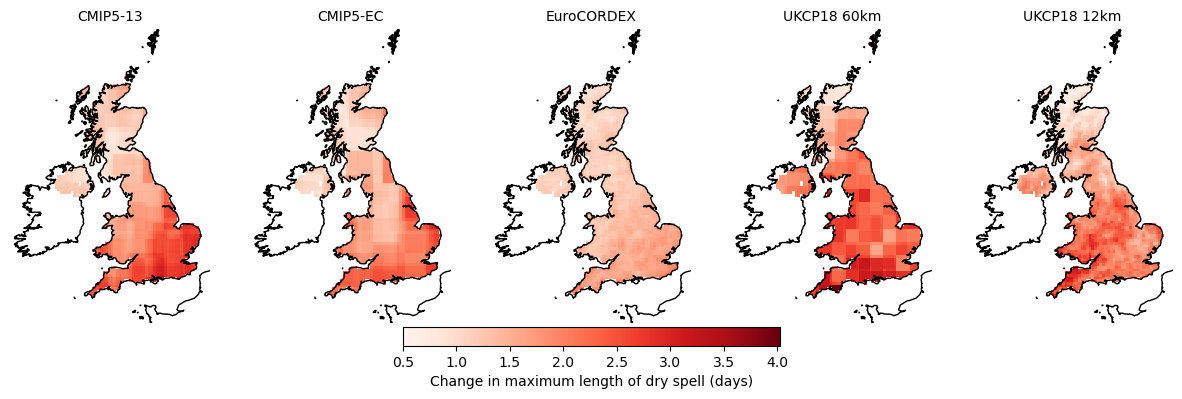 CMIP5-13 CMIP5-EC EuroCORDEX UKCP18 60km UKCP18 12km
0.5 1.0 1.5 2.0 2.5 3.0 3.5 4.0
Change in maximum length of dry spell (days)